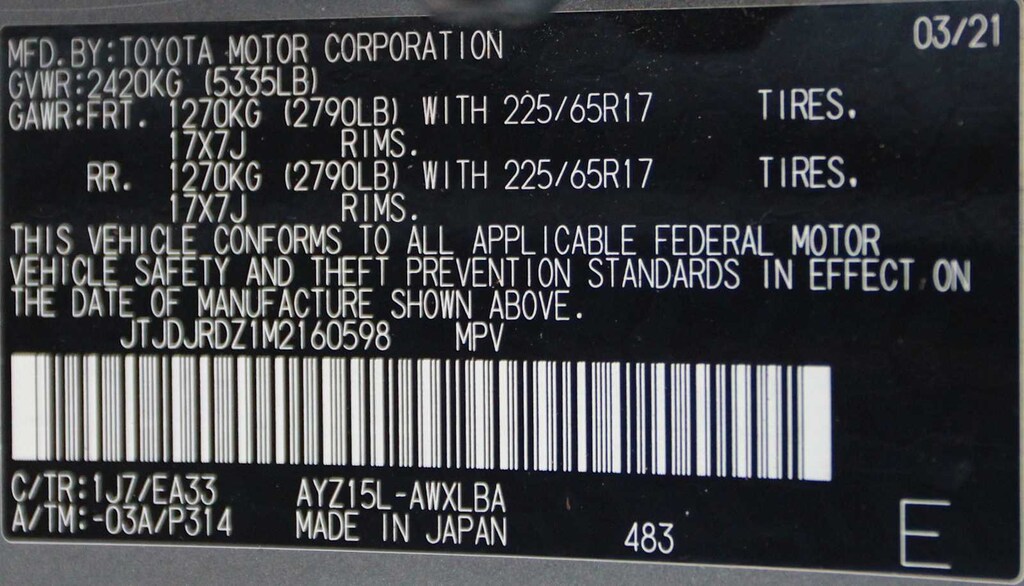 03/21
MFD.BY:TOYOTA MOTOR CORPORATION
GVWR:2420KG (5335LB)
GAWR:FRT. 1270KG (2790LB) WITH 225/65R17 TIRES.
17X7J RIMS.
RR. 1270KG (2790LB) WITH 225/65R17 TIRES.
17X7J RIMS.
THIS VEHICLE CONFORMS TO ALL APPLICABLE FEDERAL MOTOR
VEHICLE SAFETY AND THEFT PREVENTION STANDARDS IN EFFECT ON
THE DATE OF MANUFACTURE SHOWN ABOVE.
JTJDJRDZ1M2160598 MPV
C/TR:1J7/EA33 AYZ15L-AWXLBA
A/TM:-03A/P314 MADE IN JAPAN 483 E